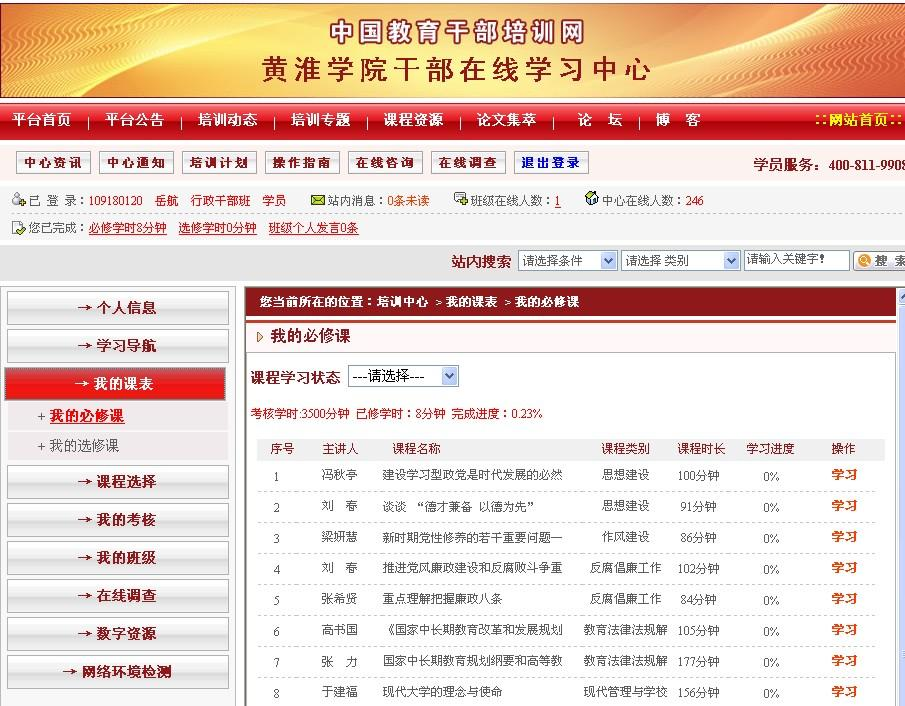 中国教育干部培训网
黄淮学院干部在线学习中心
平台首页 | 平台公告 | 培训动态 | 培训专题 | 课程资源 | 论文集萃 | 论 坛 | 博 客 ::网站首页::
中心资讯 中心通知 培训计划 操作指南 在线咨询 在线调查 退出登录 学员服务：400-811-9908
已 登 录：109180120 岳航 行政干部班 学员 站内消息：0条未读 班级在线人数：1 中心在线人数：246
您已完成：必修学时8分钟 选修学时0分钟 班级个人发言0条
站内搜索 请选择条件 请选择 类别 请输入关键字! 搜 索
→ 个人信息
→ 学习导航
→ 我的课表
+ 我的必修课
+ 我的选修课
→ 课程选择
→ 我的考核
→ 我的班级
→ 在线调查
→ 数字资源
→ 网络环境检测
您当前所在的位置：培训中心 > 我的课表 > 我的必修课
我的必修课
课程学习状态 ---请选择---
考核学时:3500分钟 已修学时：8分钟 完成进度：0.23%
序号 主讲人 课程名称 课程类别 课程时长 学习进度 操作
1 冯秋亭 建设学习型政党是时代发展的必然 思想建设 100分钟 0% 学习
2 刘 春 谈谈 “德才兼备 以德为先” 思想建设 91分钟 0% 学习
3 梁妍慧 新时期党性修养的若干重要问题一 作风建设 86分钟 0% 学习
4 刘 春 推进党风廉政建设和反腐败斗争重 反腐倡廉工作 102分钟 0% 学习
5 张希贤 重点理解把握廉政八条 反腐倡廉工作 84分钟 0% 学习
6 高书国 《国家中长期教育改革和发展规划 教育法律法规解 105分钟 0% 学习
7 张 力 国家中长期教育规划纲要和高等教 教育法律法规解 177分钟 0% 学习
8 于建福 现代大学的理念与使命 现代管理与学校 156分钟 0% 学习